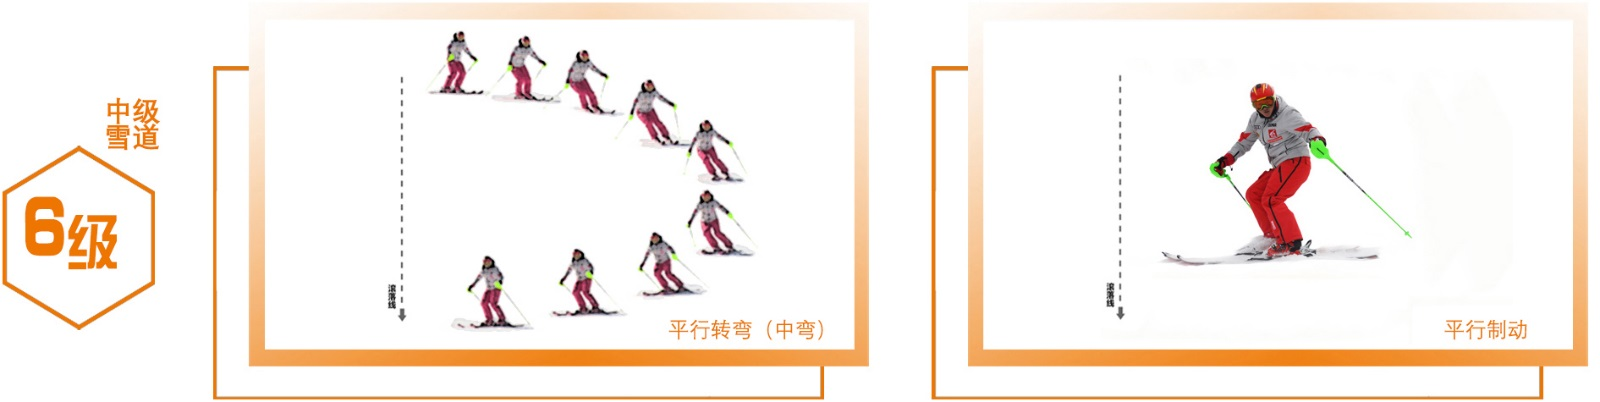 中级
雪道
6级
滚落线
平行转弯（中弯）
滚落线
平行制动